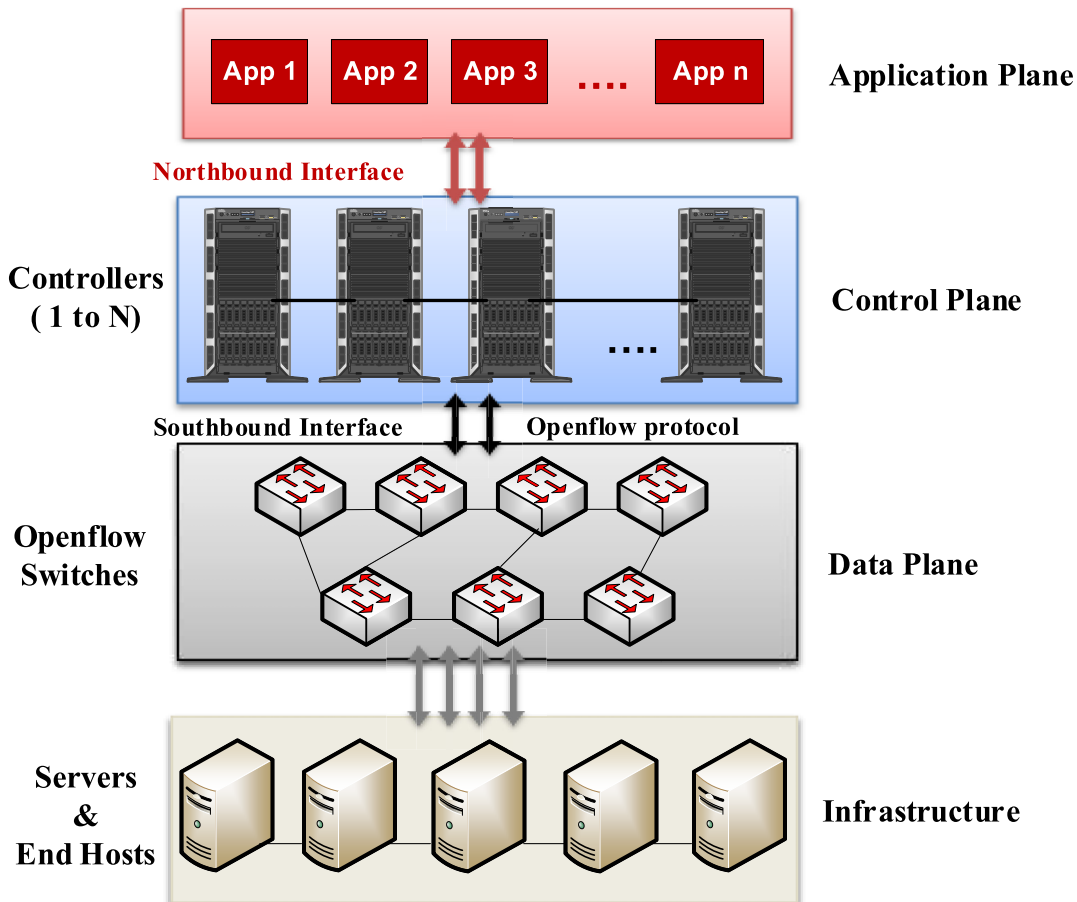 App 1
App 2
App 3
....
App n
Application Plane
Northbound Interface
Controllers
( 1 to N)
....
Control Plane
Southbound Interface
Openflow protocol
Openflow
Switches
Data Plane
Servers
&
End Hosts
Infrastructure